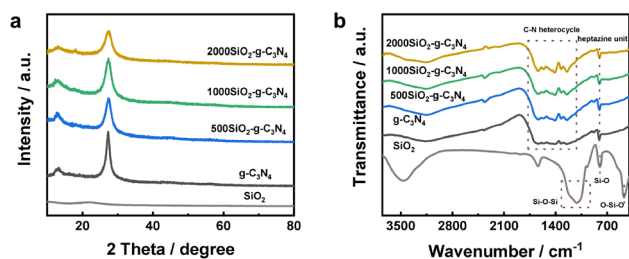 a
Intensity / a.u.
2000SiO₂-g-C₃N₄
1000SiO₂-g-C₃N₄
500SiO₂-g-C₃N₄
g-C₃N₄
SiO₂
10 20 30 40 50 60 70 80
2 Theta / degree
b
Transmittance / a.u.
C-N heterocycle
heptazine unit
2000SiO₂-g-C₃N₄
1000SiO₂-g-C₃N₄
500SiO₂-g-C₃N₄
g-C₃N₄
SiO₂
Si-O
Si-O-Si
O-Si-O
3500 2800 2100 1400 700
Wavenumber / cm⁻¹